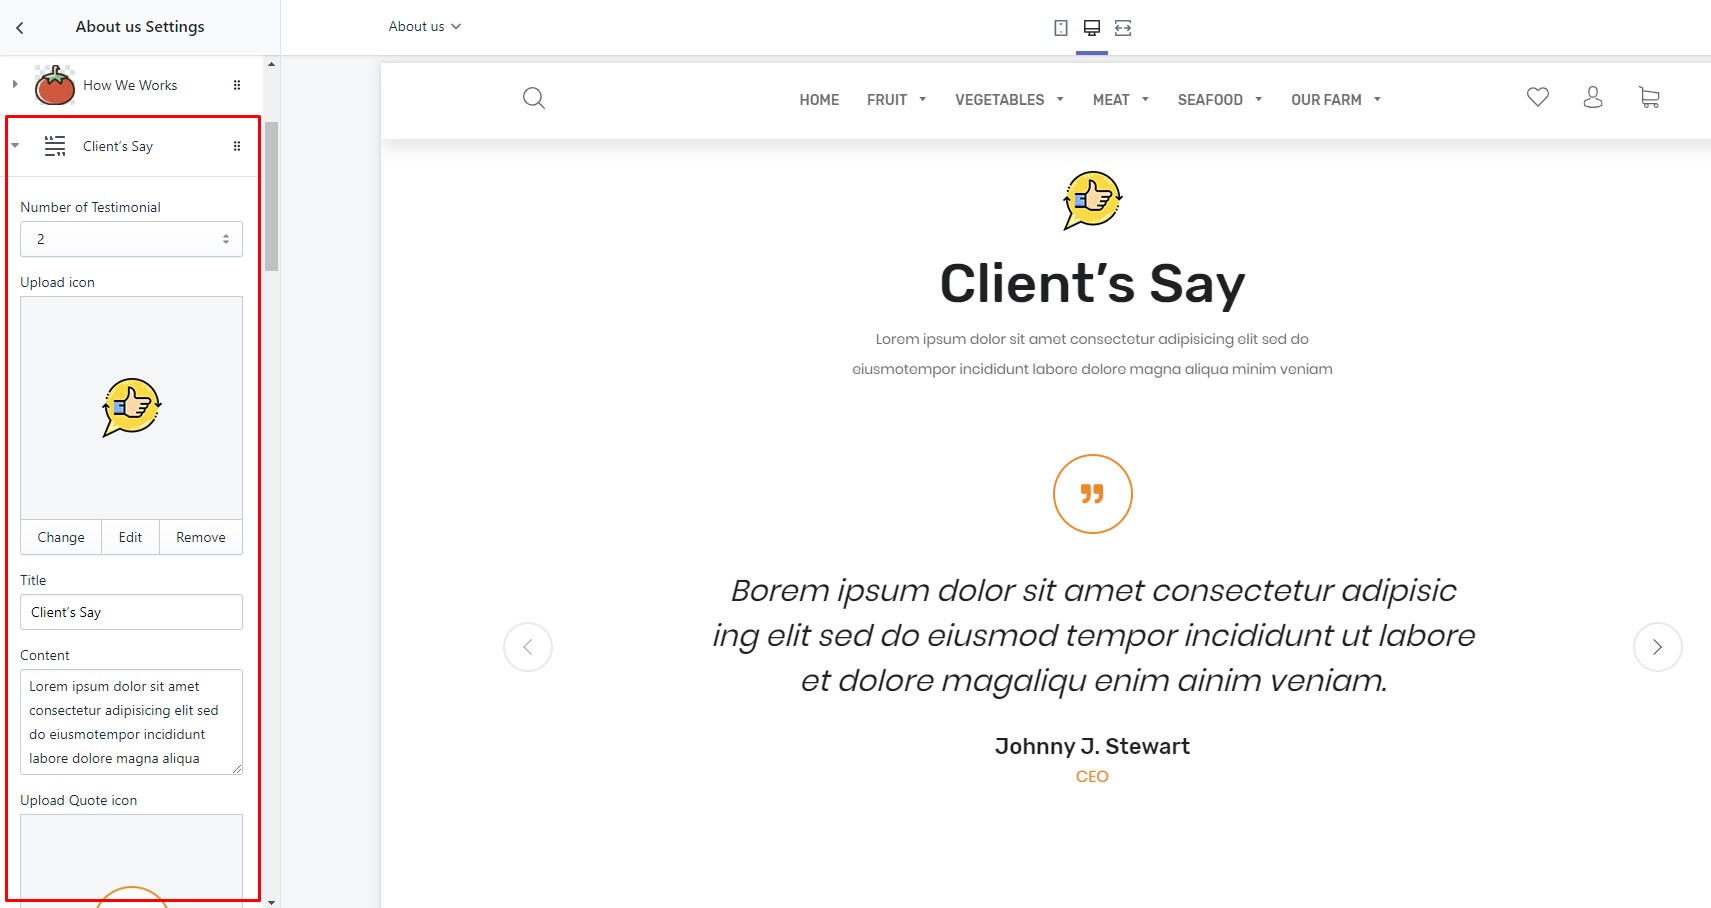 About us Settings
How We Works
Client’s Say
Number of Testimonial
2
Upload icon
Change Edit Remove
Title
Client’s Say
Content
Lorem ipsum dolor sit amet
consectetur adipisicing elit sed
do eiusmotempor incididunt
labore dolore magna aliqua
Upload Quote icon
About us
HOME FRUIT VEGETABLES MEAT SEAFOOD OUR FARM
Client’s Say
Lorem ipsum dolor sit amet consectetur adipisicing elit sed do
eiusmotempor incididunt labore dolore magna aliqua minim veniam
Borem ipsum dolor sit amet consectetur adipisic
ing elit sed do eiusmod tempor incididunt ut labore
et dolore magaliqu enim ainim veniam.
Johnny J. Stewart
CEO